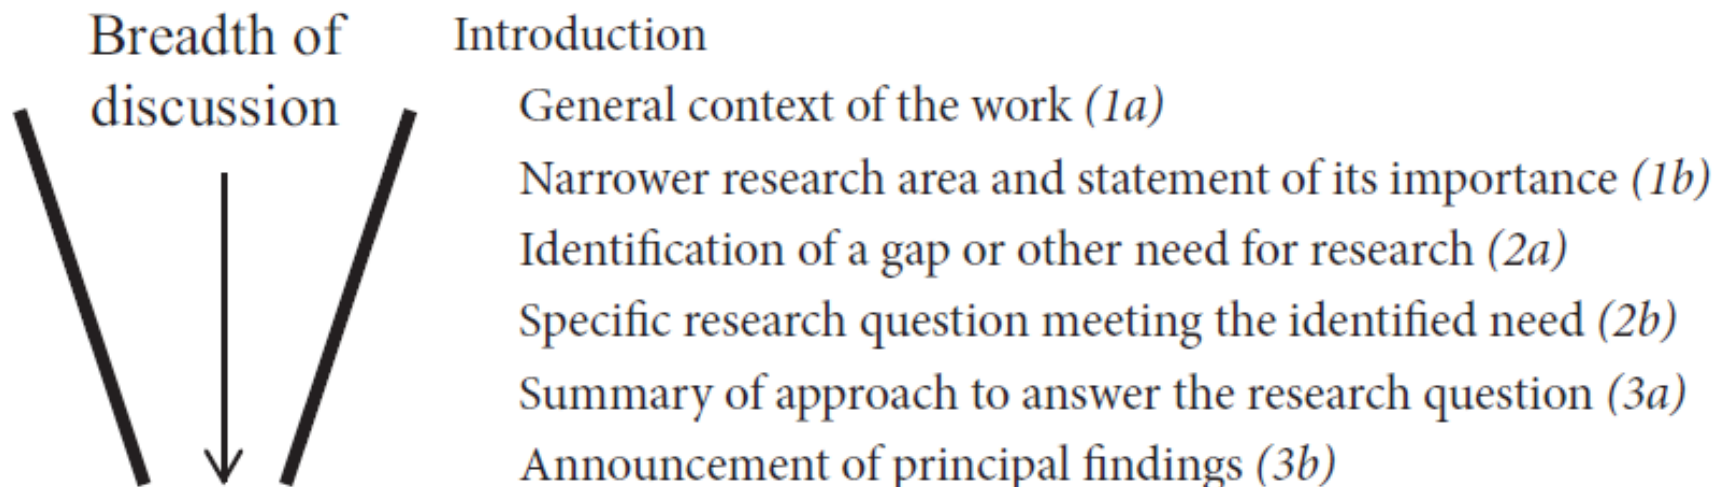 Breadth of
discussion
Introduction
General context of the work (1a)
Narrower research area and statement of its importance (1b)
Identification of a gap or other need for research (2a)
Specific research question meeting the identified need (2b)
Summary of approach to answer the research question (3a)
Announcement of principal findings (3b)